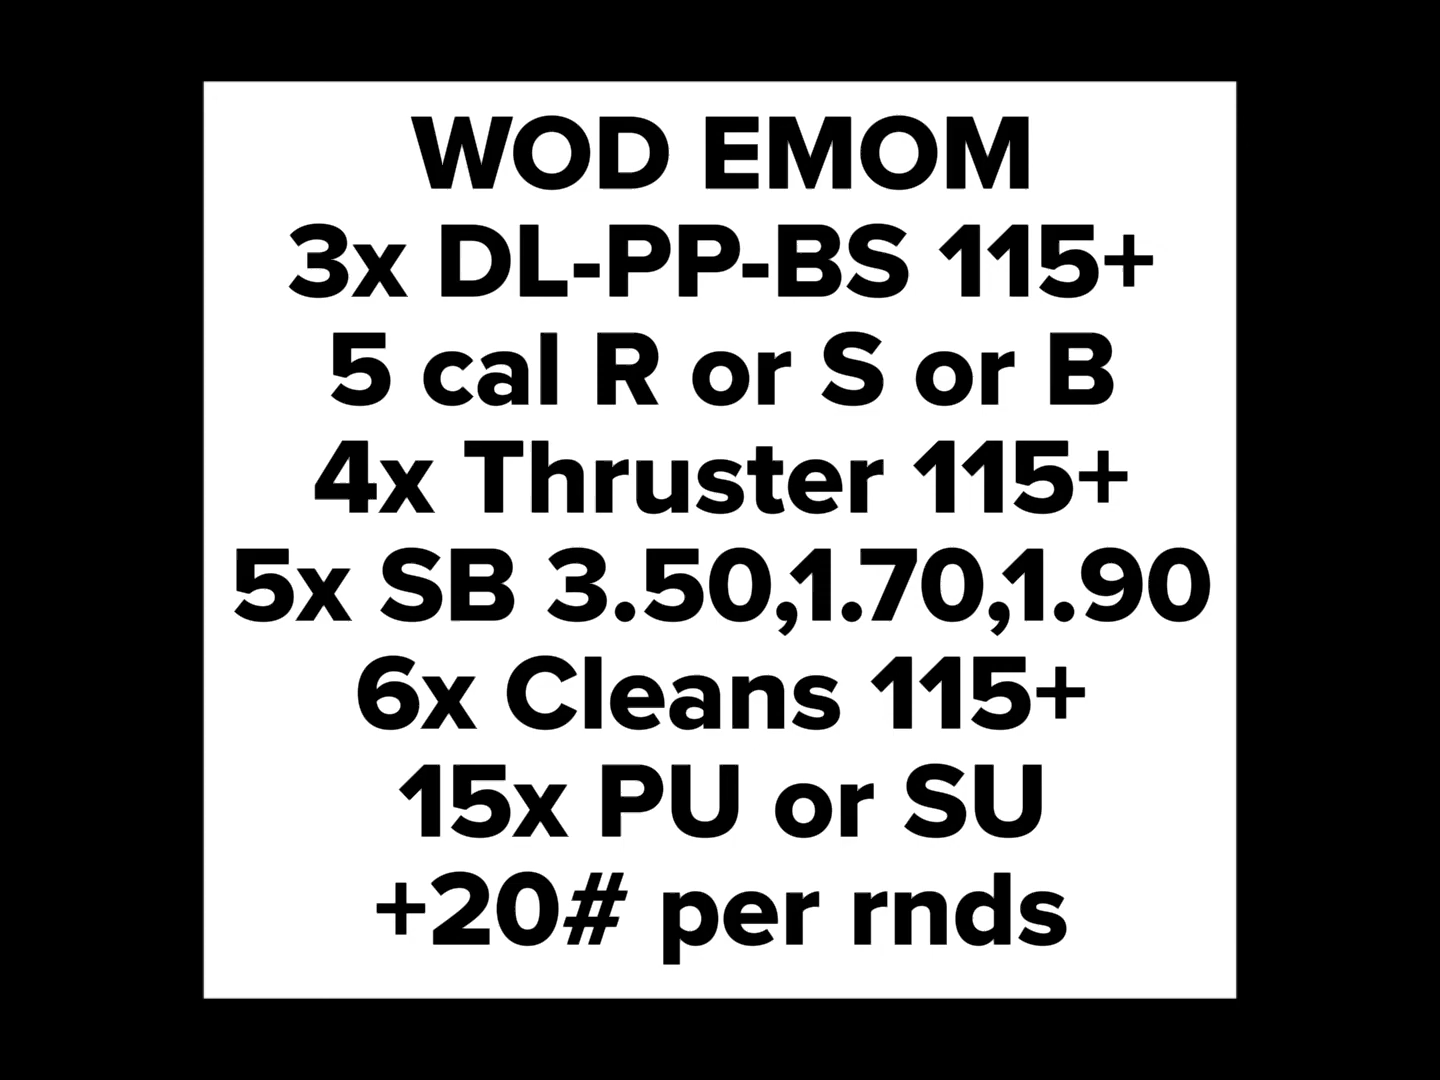 WOD EMOM
3x DL-PP-BS 115+
5 cal R or S or B
4x Thruster 115+
5x SB 3.50,1.70,1.90
6x Cleans 115+
15x PU or SU
+20# per rnds